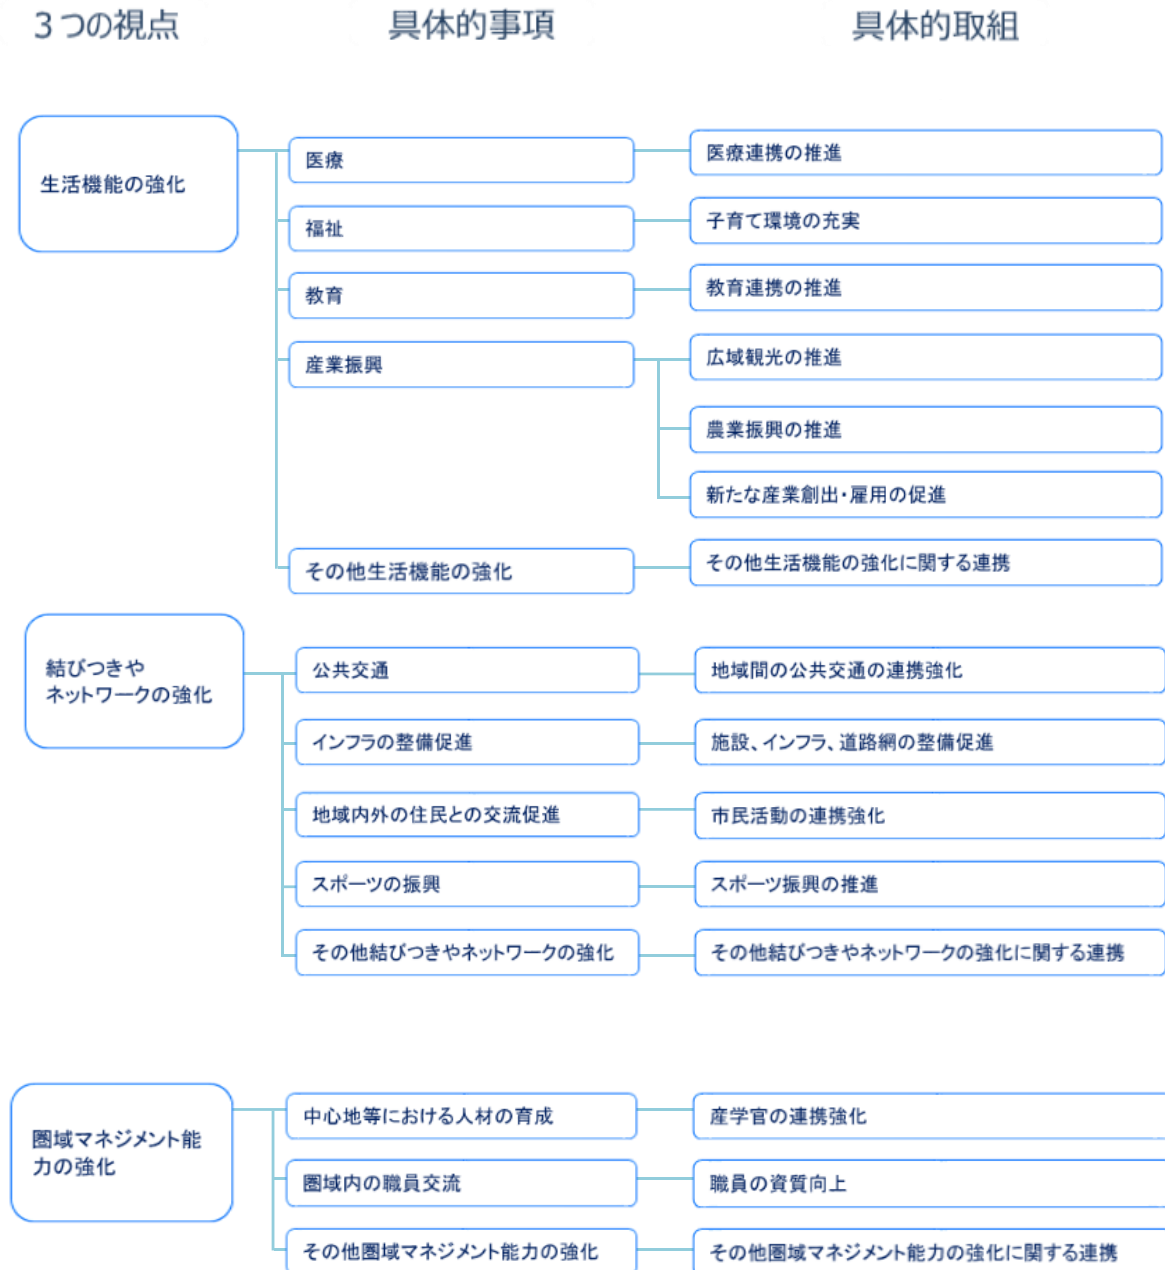 3つの視点 具体的事項 具体的取組
生活機能の強化
医療 医療連携の推進
福祉 子育て環境の充実
教育 教育連携の推進
産業振興 広域観光の推進
農業振興の推進
新たな産業創出・雇用の促進
その他生活機能の強化 その他生活機能の強化に関する連携
結びつきや
ネットワークの強化
公共交通 地域間の公共交通の連携強化
インフラの整備促進 施設、インフラ、道路網の整備促進
地域内外の住民との交流促進 市民活動の連携強化
スポーツの振興 スポーツ振興の推進
その他結びつきやネットワークの強化 その他結びつきやネットワークの強化に関する連携
圏域マネジメント能
力の強化
中心地等における人材の育成 産学官の連携強化
圏域内の職員交流 職員の資質向上
その他圏域マネジメント能力の強化 その他圏域マネジメント能力の強化に関する連携